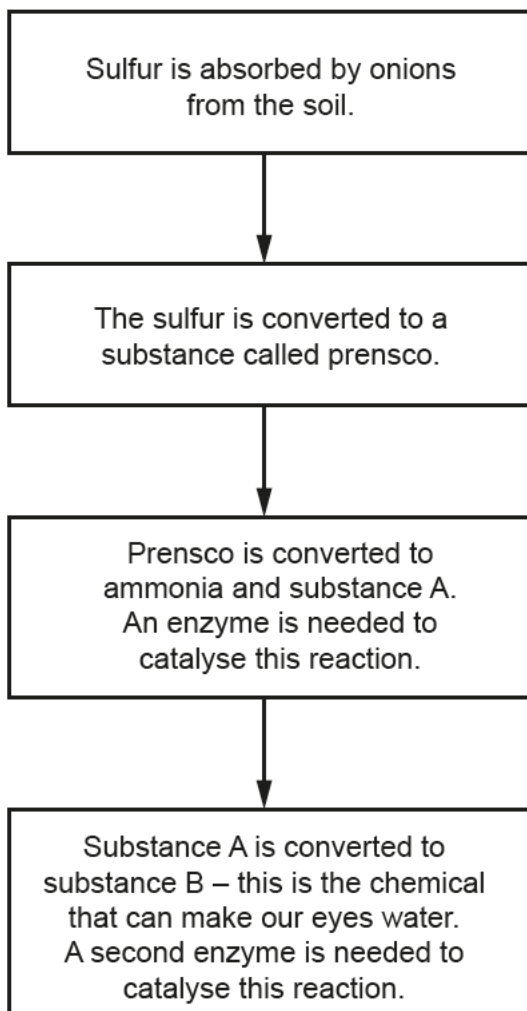 Sulfur is absorbed by onions
from the soil.
The sulfur is converted to a
substance called prensco.
Prensco is converted to
ammonia and substance A.
An enzyme is needed to
catalyse this reaction.
Substance A is converted to
substance B – this is the chemical
that can make our eyes water.
A second enzyme is needed to
catalyse this reaction.